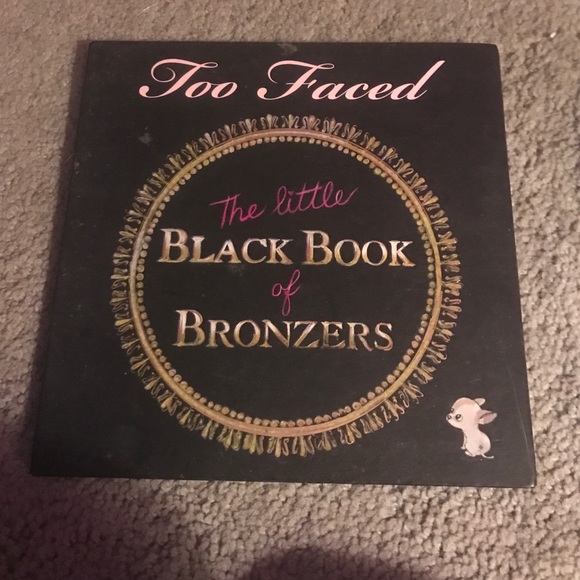 Too Faced
The little
BLACK BOOK
of
BRONZERS